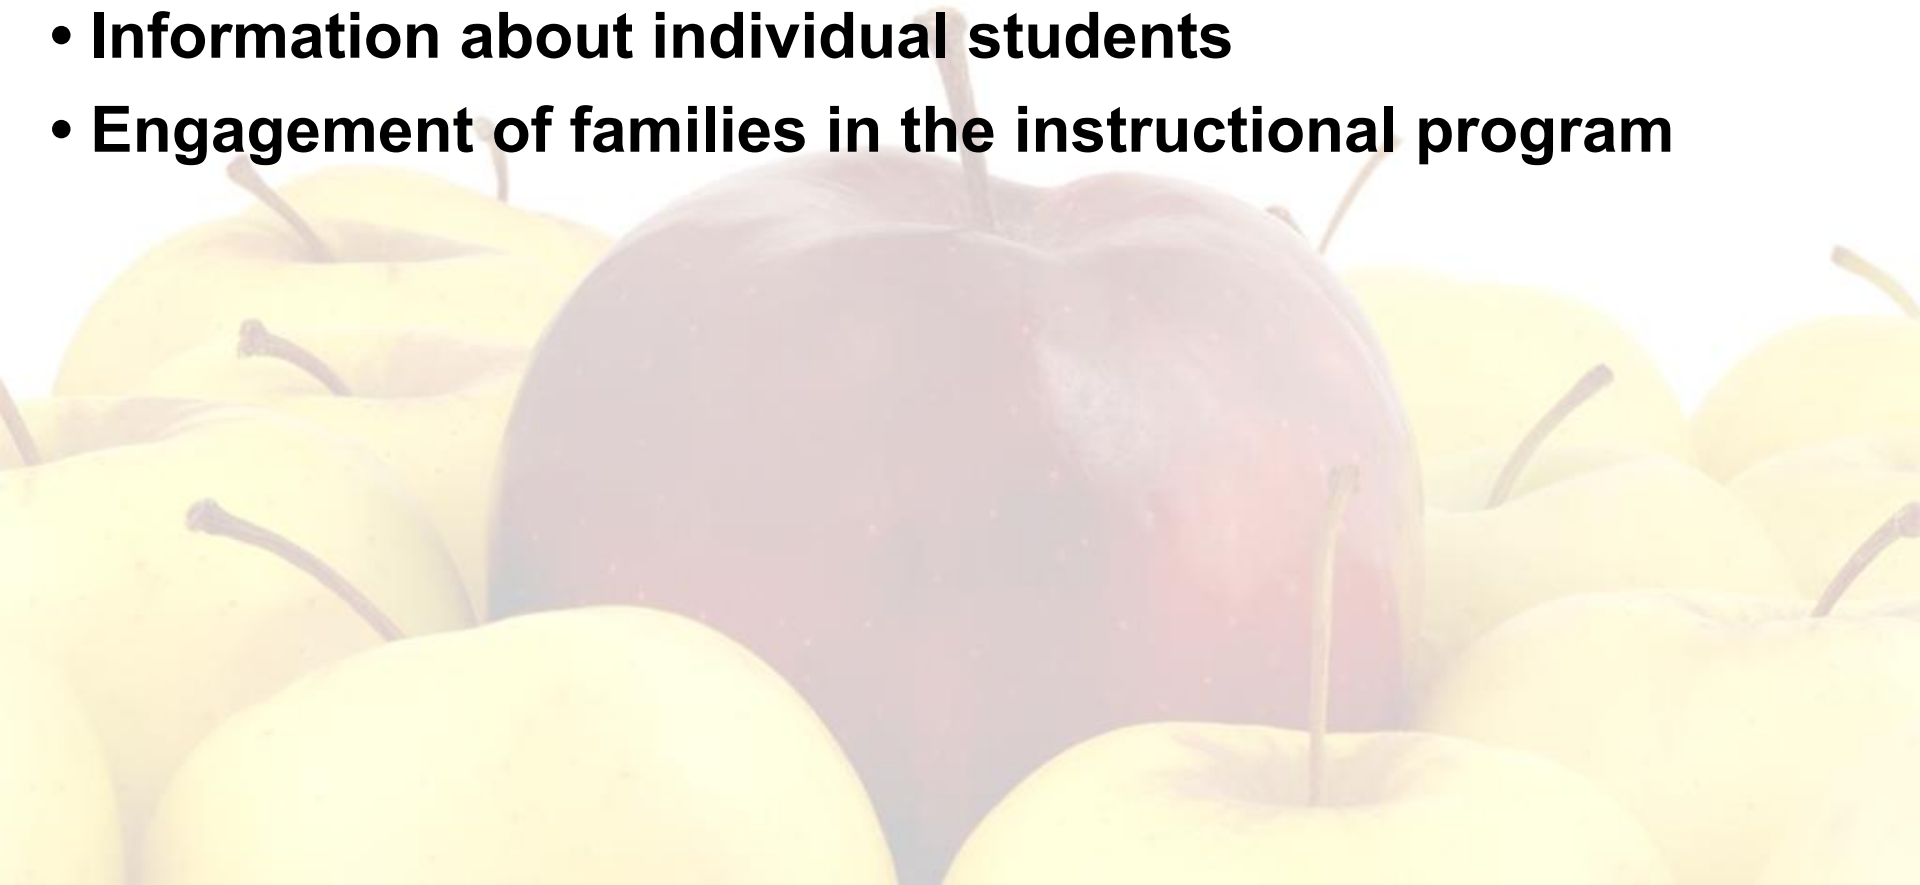 • Information about individual students
• Engagement of families in the instructional program